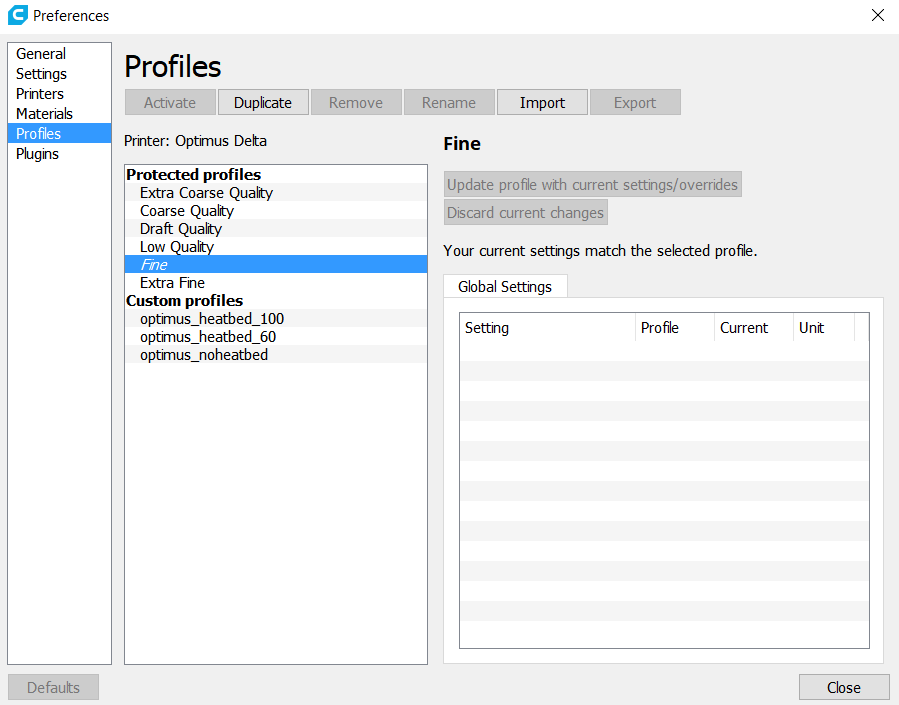 Preferences
General
Settings
Printers
Materials
Profiles
Plugins
Profiles
Activate Duplicate Remove Rename Import Export
Printer: Optimus Delta
Protected profiles
Extra Coarse Quality
Coarse Quality
Draft Quality
Low Quality
Fine
Extra Fine
Custom profiles
optimus_heatbed_100
optimus_heatbed_60
optimus_noheatbed
Fine
Update profile with current settings/overrides
Discard current changes
Your current settings match the selected profile.
Global Settings
Setting Profile Current Unit
Defaults Close